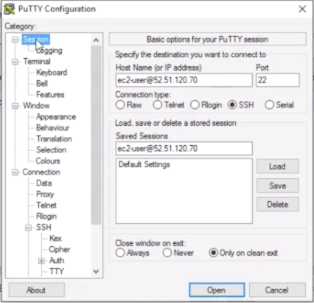 PuTTY Configuration
Category:
Session
Logging
Terminal
Keyboard
Bell
Features
Window
Appearance
Behaviour
Translation
Selection
Colours
Connection
Data
Proxy
Telnet
Rlogin
SSH
Kex
Cipher
Auth
TTY
Basic options for your PuTTY session
Specify the destination you want to connect to
Host Name (or IP address) Port
ec2-user@52.51.120.70 22
Connection type:
Raw Telnet Rlogin SSH Serial
Load, save or delete a stored session
Saved Sessions
ec2-user@52.51.120.70
Default Settings
Load
Save
Delete
Close window on exit:
Always Never Only on clean exit
About Open Cancel